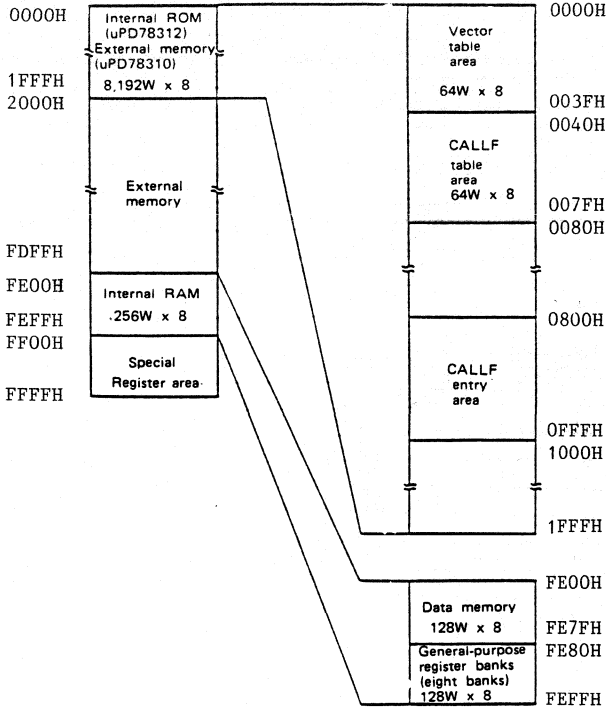 0000H
Internal ROM
(uPD78312)
External memory
(uPD78310)
8,192W x 8
1FFFH
2000H
External
memory
FDFFH
FE00H
Internal RAM
.256W x 8
FEFFH
FF00H
Special
Register area.
FFFFH
0000H
Vector
table
area
64W x 8
003FH
0040H
CALLF
table
area
64W x 8
007FH
0080H
0800H
CALLF
entry
area
0FFFH
1000H
1FFFH
FE00H
Data memory
128W x 8
FE7FH
FE80H
General-purpose
register banks
(eight banks)
128W x 8
FEFFH